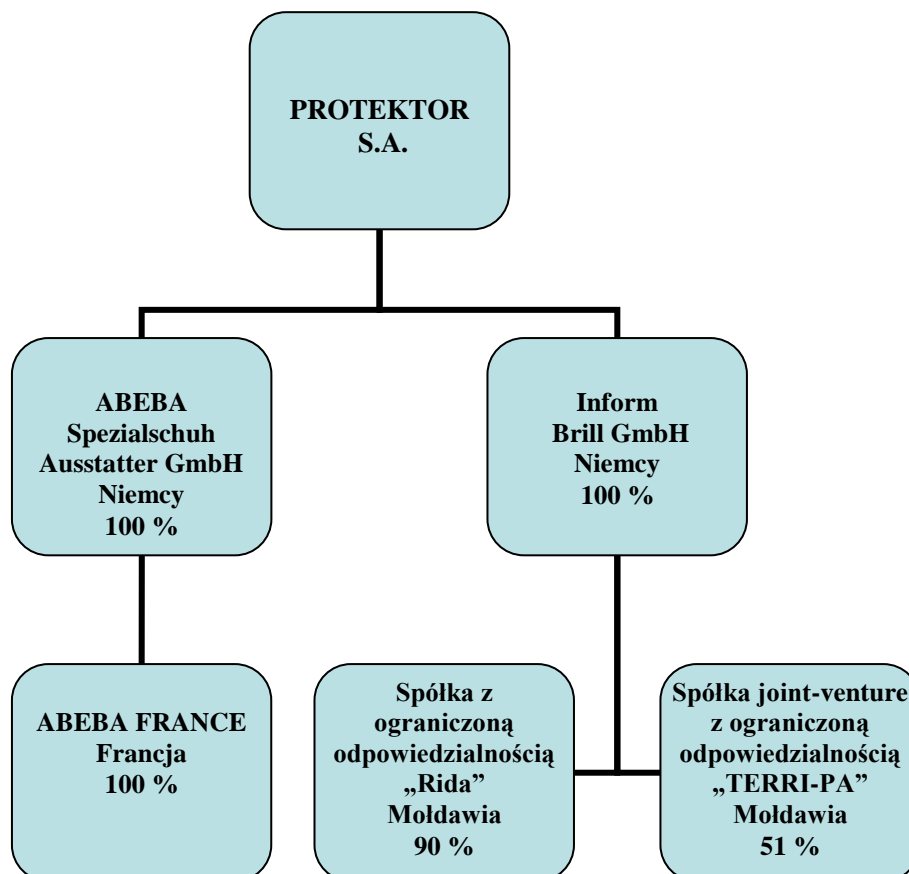 PROTEKTOR
S.A.
ABEBA
Spezialschuh
Ausstatter GmbH
Niemcy
100 %
Inform
Brill GmbH
Niemcy
100 %
ABEBA FRANCE
Francja
100 %
Spółka z
ograniczoną
odpowiedzialnością
„Rida”
Mołdawia
90 %
Spółka joint-venture
z ograniczoną
odpowiedzialnością
„TERRI-PA”
Mołdawia
51 %